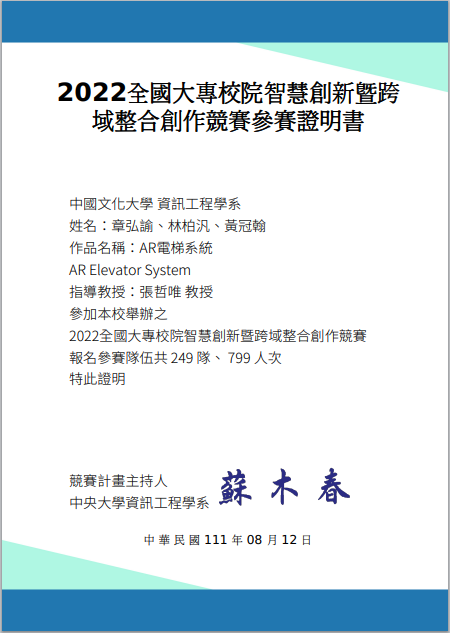 2022全國大專校院智慧創新暨跨
域整合創作競賽參賽證明書
中國文化大學 資訊工程學系
姓名：章弘諭、林柏汎、黃冠翰
作品名稱：AR電梯系統
AR Elevator System
指導教授：張哲唯 教授
參加本校舉辦之
2022全國大專校院智慧創新暨跨域整合創作競賽
報名參賽隊伍共 249 隊、 799 人次
特此證明
競賽計畫主持人
中央大學資訊工程學系 蘇木春
中 華 民 國 111 年 08 月 12 日